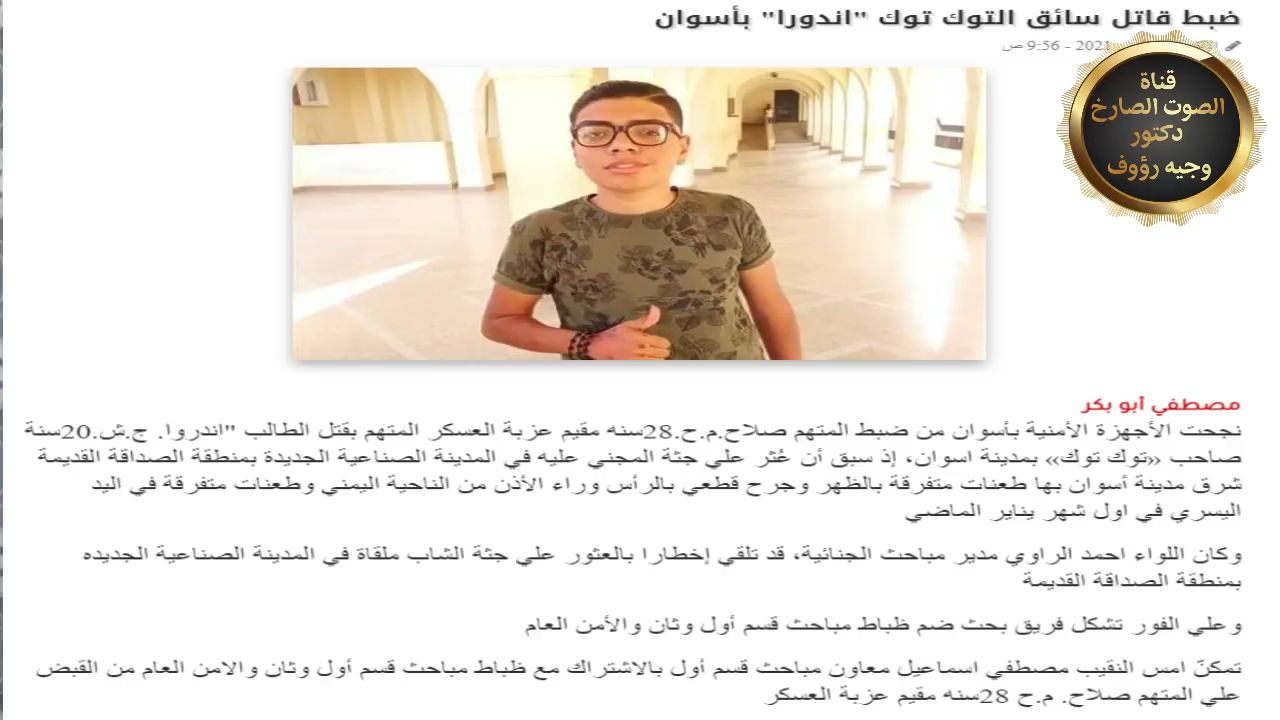 ضبط قاتل سائق التوك توك "اندورا" بأسوان
2021 - 9:56 ص
قناة
الصوت الصارخ
دكتور
وجيه رؤوف
مصطفي أبو بكر
نجحت الأجهزة الأمنية بأسوان من ضبط المتهم صلاح.م.ح.28سنه مقيم عزبة العسكر المتهم بقتل الطالب "اندروا. ج.ش.20سنة
صاحب «توك توك» بمدينة اسوان، إذ سبق أن عُثر علي جثة المجني عليه في المدينة الصناعية الجديدة بمنطقة الصداقة القديمة
شرق مدينة أسوان بها طعنات متفرقة بالظهر وجرح قطعي بالرأس وراء الأذن من الناحية اليمني وطعنات متفرقة في اليد
اليسري في اول شهر يناير الماضي
وكان اللواء احمد الراوي مدير مباحث الجنائية، قد تلقي إخطارا بالعثور علي جثة الشاب ملقاة في المدينة الصناعية الجديده
بمنطقة الصداقة القديمة
وعلي الفور تشكل فريق بحث ضم ظباط مباحث قسم أول وثان والأمن العام
تمكنّ امس النقيب مصطفي اسماعيل معاون مباحث قسم أول بالاشتراك مع ظباط مباحث قسم أول وثان والامن العام من القبض
علي المتهم صلاح. م.ح 28سنه مقيم عزبة العسكر